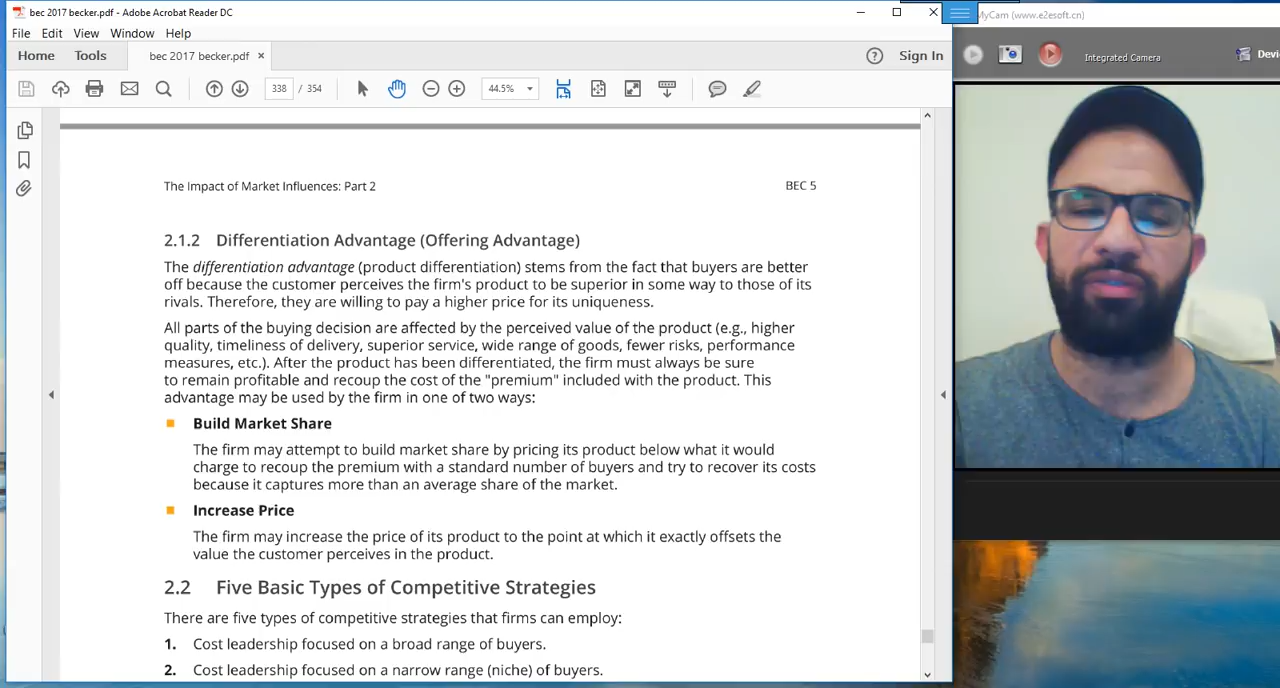 bec 2017 becker.pdf - Adobe Acrobat Reader DC
MyCam (www.e2esoft.cn)
File Edit View Window Help
Home Tools bec 2017 becker.pdf × Sign In
Integrated Camera
Devi
338 / 354 44.5%
The Impact of Market Influences: Part 2 BEC 5
2.1.2 Differentiation Advantage (Offering Advantage)
The differentiation advantage (product differentiation) stems from the fact that buyers are better
off because the customer perceives the firm's product to be superior in some way to those of its
rivals. Therefore, they are willing to pay a higher price for its uniqueness.
All parts of the buying decision are affected by the perceived value of the product (e.g., higher
quality, timeliness of delivery, superior service, wide range of goods, fewer risks, performance
measures, etc.). After the product has been differentiated, the firm must always be sure
to remain profitable and recoup the cost of the "premium" included with the product. This
advantage may be used by the firm in one of two ways:
Build Market Share
The firm may attempt to build market share by pricing its product below what it would
charge to recoup the premium with a standard number of buyers and try to recover its costs
because it captures more than an average share of the market.
Increase Price
The firm may increase the price of its product to the point at which it exactly offsets the
value the customer perceives in the product.
2.2 Five Basic Types of Competitive Strategies
There are five types of competitive strategies that firms can employ:
1. Cost leadership focused on a broad range of buyers.
2. Cost leadership focused on a narrow range (niche) of buyers.